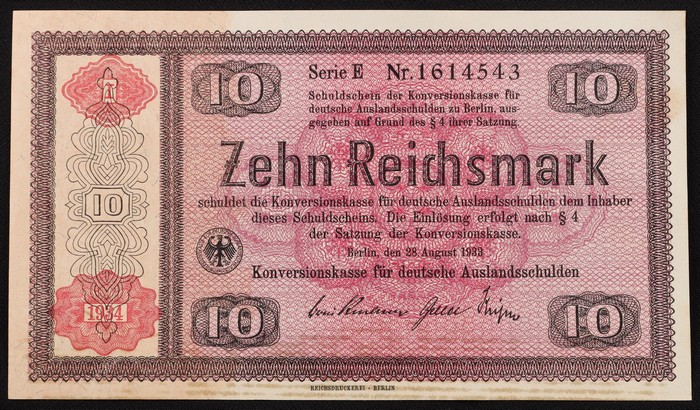 Serie E Nr. 1614543
10 10
Schuldschein der Konversionskasse für
deutsche Auslandsschulden zu Berlin, aus
gegeben auf Grund des § 4 ihrer Satzung
Zehn Reichsmark
10
schuldet die Konversionskasse für deutsche Auslandsschulden dem Inhaber
dieses Schuldscheins. Die Einlösung erfolgt nach § 4
der Satzung der Konversionskasse.
Berlin, den 28. August 1933
Konversionskasse für deutsche Auslandsschulden
1934
10 10
REICHSDRUCKEREI · BERLIN